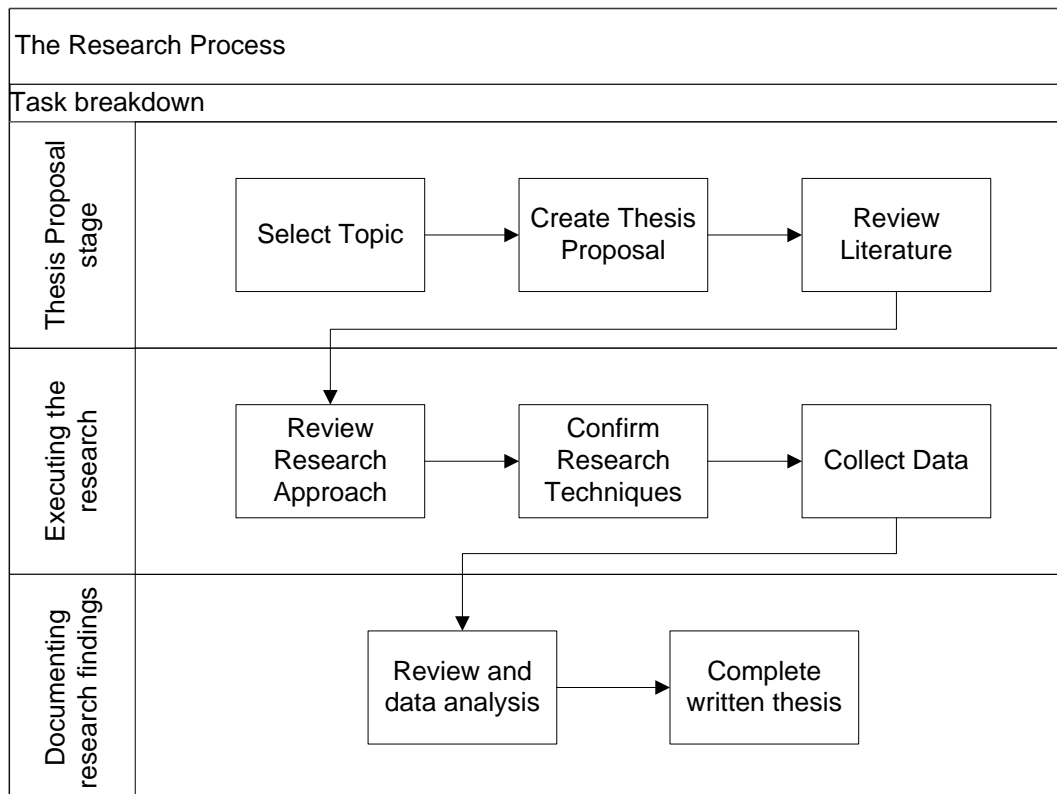 The Research Process
Task breakdown
Thesis Proposal
stage
Select Topic
Create Thesis
Proposal
Review
Literature
Executing the
research
Review
Research
Approach
Confirm
Research
Techniques
Collect Data
Documenting
research findings
Review and
data analysis
Complete
written thesis